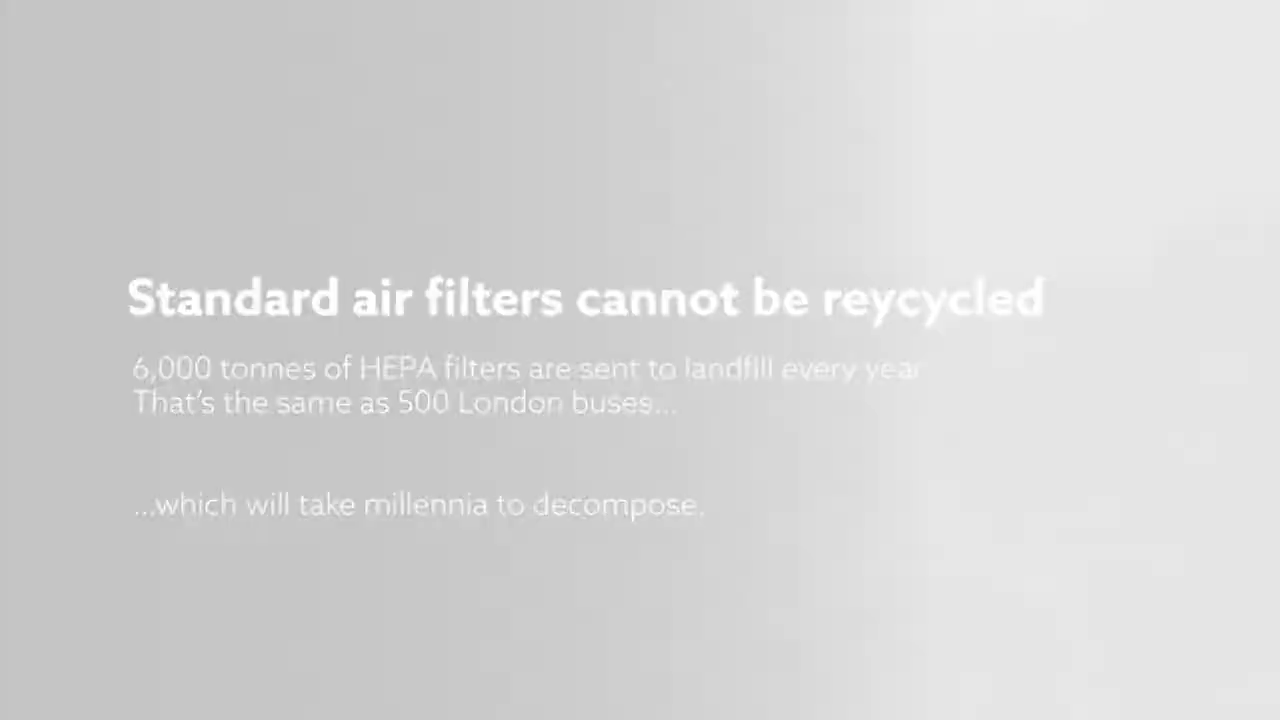 Standard air filters cannot be reycycled
6,000 tonnes of HEPA filters are sent to landfill every year
That's the same as 500 London buses...
...which will take millennia to decompose.